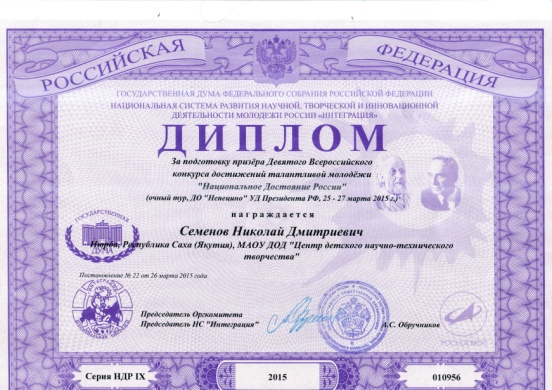 РОССИЙСКАЯ ФЕДЕРАЦИЯ
ГОСУДАРСТВЕННАЯ ДУМА ФЕДЕРАЛЬНОГО СОБРАНИЯ РОССИЙСКОЙ ФЕДЕРАЦИИ
НАЦИОНАЛЬНАЯ СИСТЕМА РАЗВИТИЯ НАУЧНОЙ, ТВОРЧЕСКОЙ И ИННОВАЦИОННОЙ
ДЕЯТЕЛЬНОСТИ МОЛОДЕЖИ РОССИИ «ИНТЕГРАЦИЯ»
ДИПЛОМ
За подготовку призёра Девятого Всероссийского
конкурса достижений талантливой молодёжи
"Национальное Достояние России"
(очный тур, ДО "Непецино" УД Президента РФ, 25 - 27 марта 2015 г.)
награждается
ГОСУДАРСТВЕННАЯ
ДУМА
Семенов Николай Дмитриевич
Нюрба, Республика Саха (Якутия), МАОУ ДОД "Центр детского научно-технического
творчества"
Постановление № 22 от 26 марта 2015 года
Председатель Оргкомитета
Председатель НС "Интеграция"
А.С. Обручников
РОСКОСМОС
Серия НДР IX
2015
010956